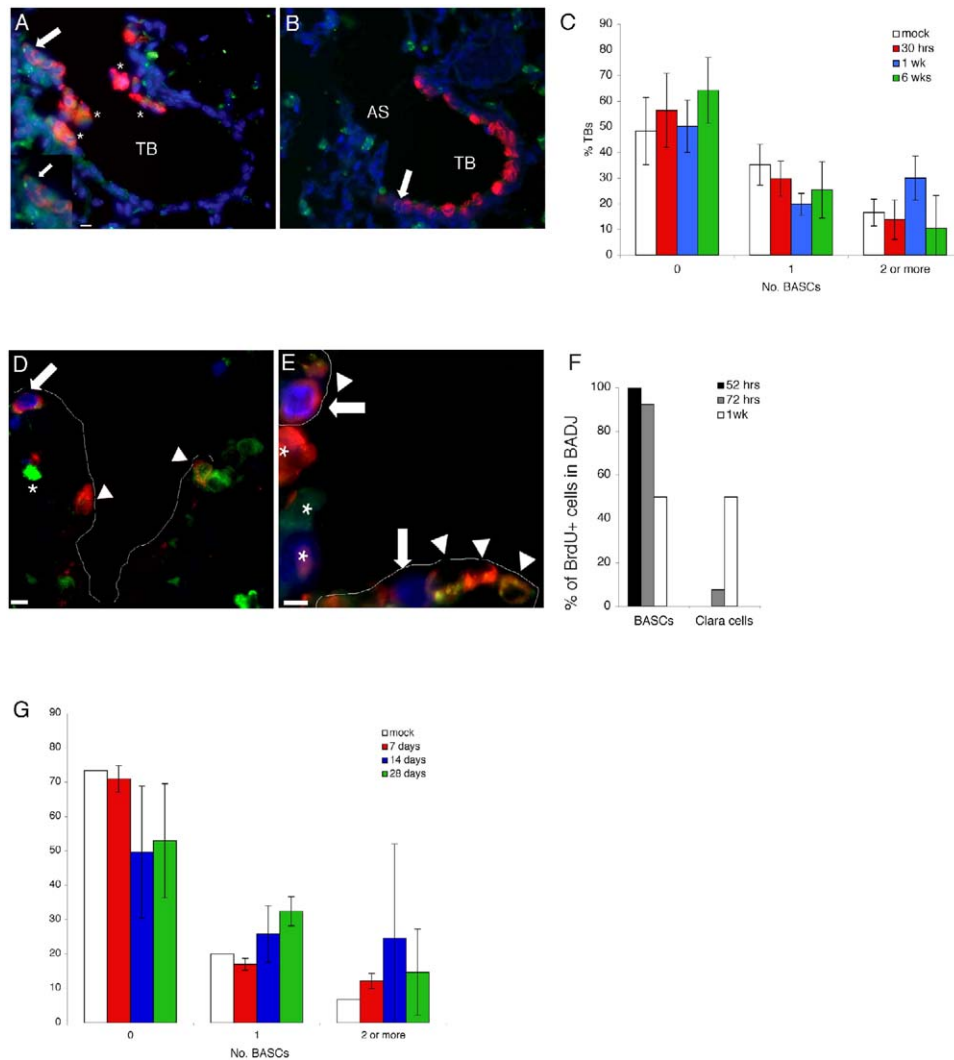 A
*
*
*
*
TB
B
AS
TB
C
% TBs
90
80
70
60
50
40
30
20
10
0
mock
30 hrs
1 wk
6 wks
0 1 2 or more
No. BASCs
D
*
E
*
*
*
F
% of BrdU+ cells in BADJ
100
80
60
40
20
0
52 hrs
72 hrs
1wk
BASCs Clara cells
G
90
80
70
60
50
40
30
20
10
0
mock
7 days
14 days
28 days
0 1 2 or more
No. BASCs